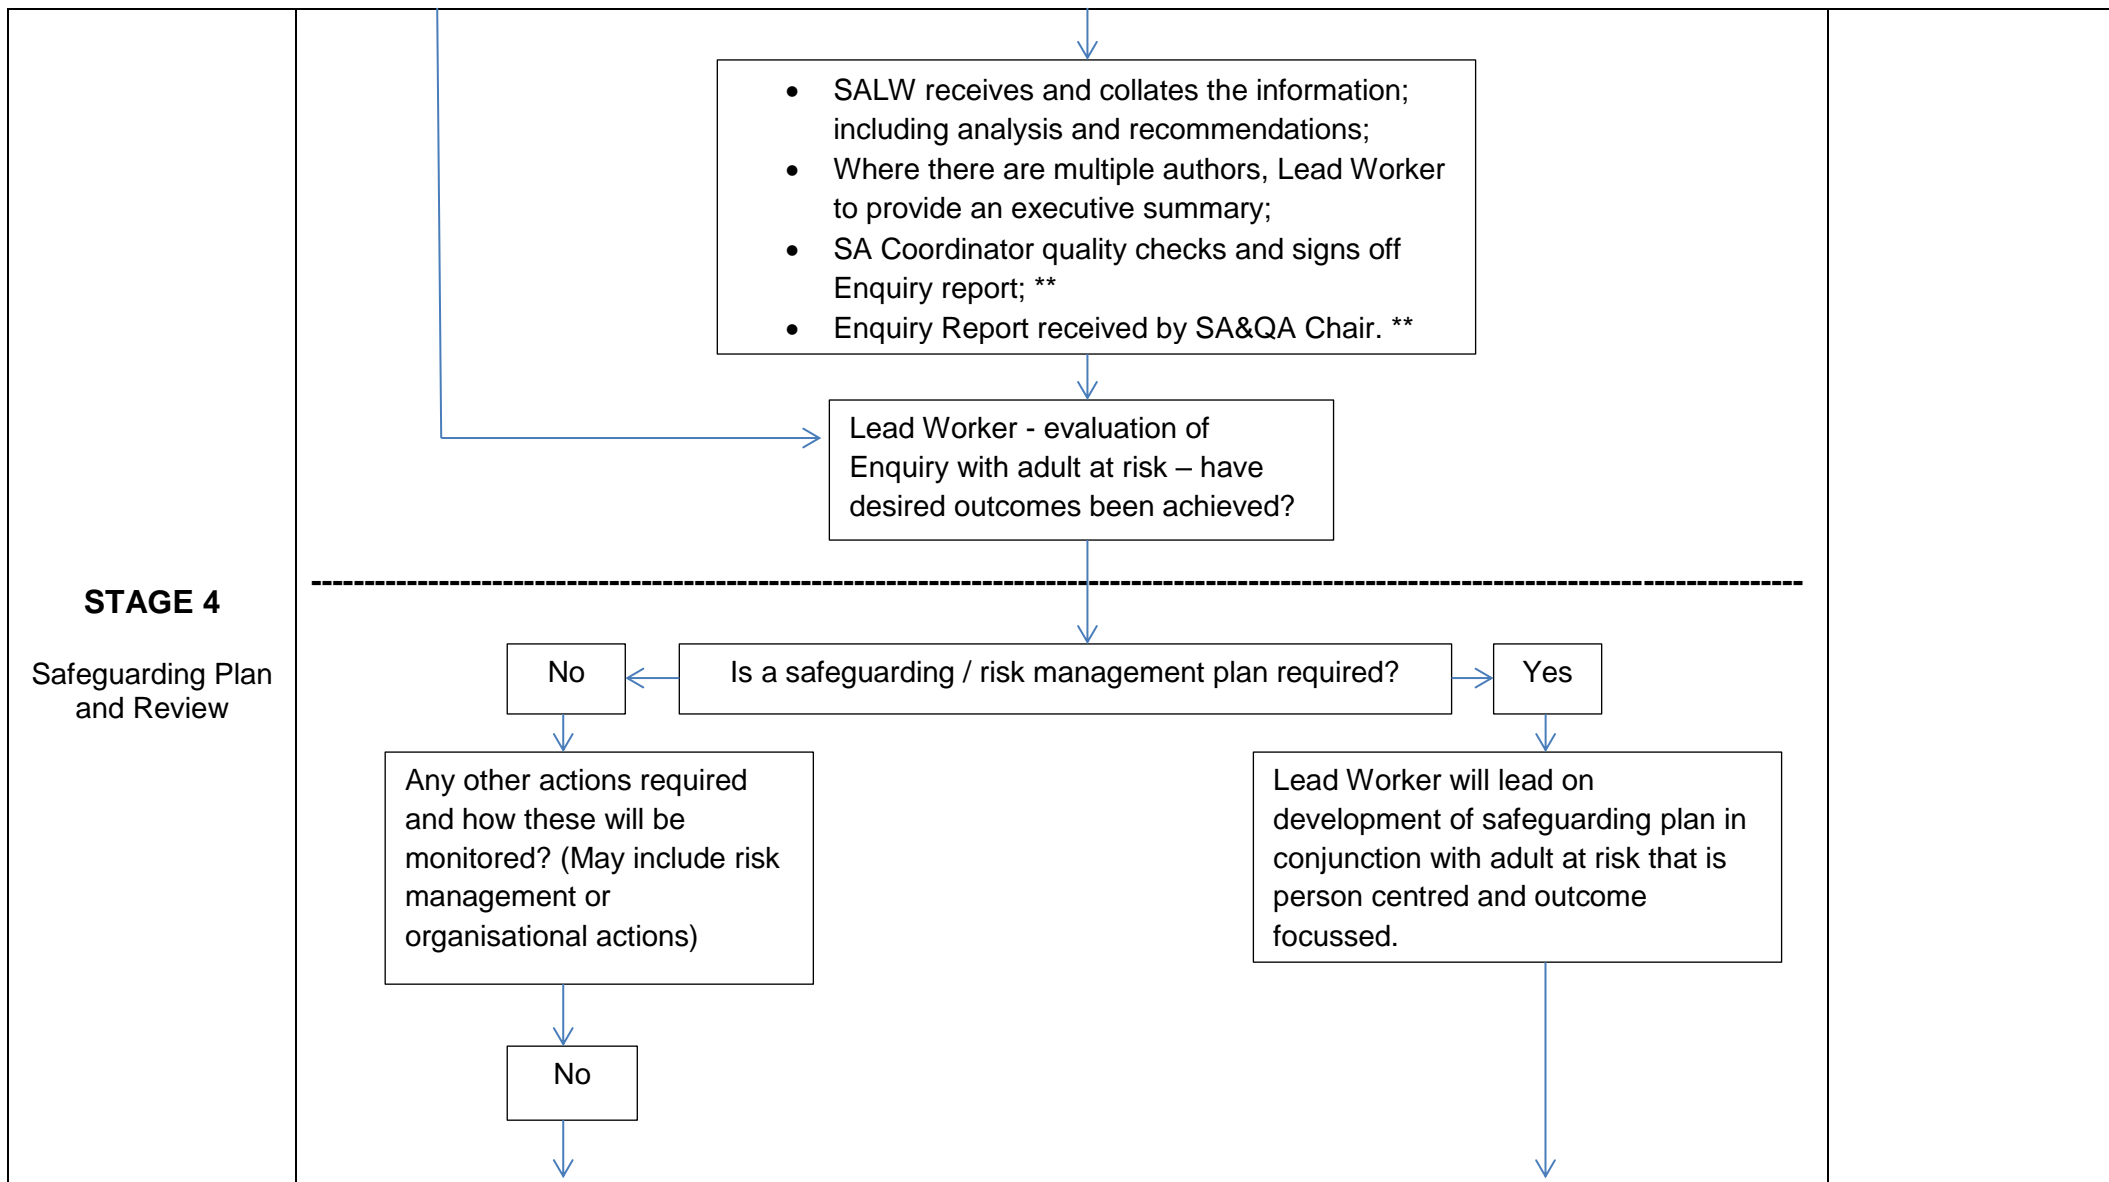 • SALW receives and collates the information;
including analysis and recommendations;
• Where there are multiple authors, Lead Worker
to provide an executive summary;
• SA Coordinator quality checks and signs off
Enquiry report; **
• Enquiry Report received by SA&QA Chair. **
Lead Worker - evaluation of
Enquiry with adult at risk – have
desired outcomes been achieved?
STAGE 4
Safeguarding Plan
and Review
No
Is a safeguarding / risk management plan required?
Yes
Any other actions required
and how these will be
monitored? (May include risk
management or
organisational actions)
Lead Worker will lead on
development of safeguarding plan in
conjunction with adult at risk that is
person centred and outcome
focussed.
No